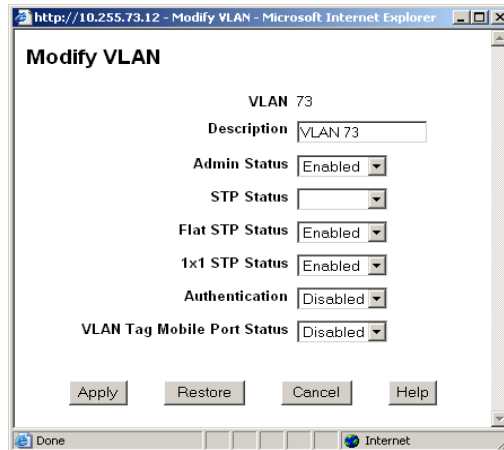 http://10.255.73.12 - Modify VLAN - Microsoft Internet Explorer
Modify VLAN
VLAN 73
Description VLAN 73
Admin Status Enabled
STP Status
Flat STP Status Enabled
1x1 STP Status Enabled
Authentication Disabled
VLAN Tag Mobile Port Status Disabled
Apply Restore Cancel Help
Done Internet